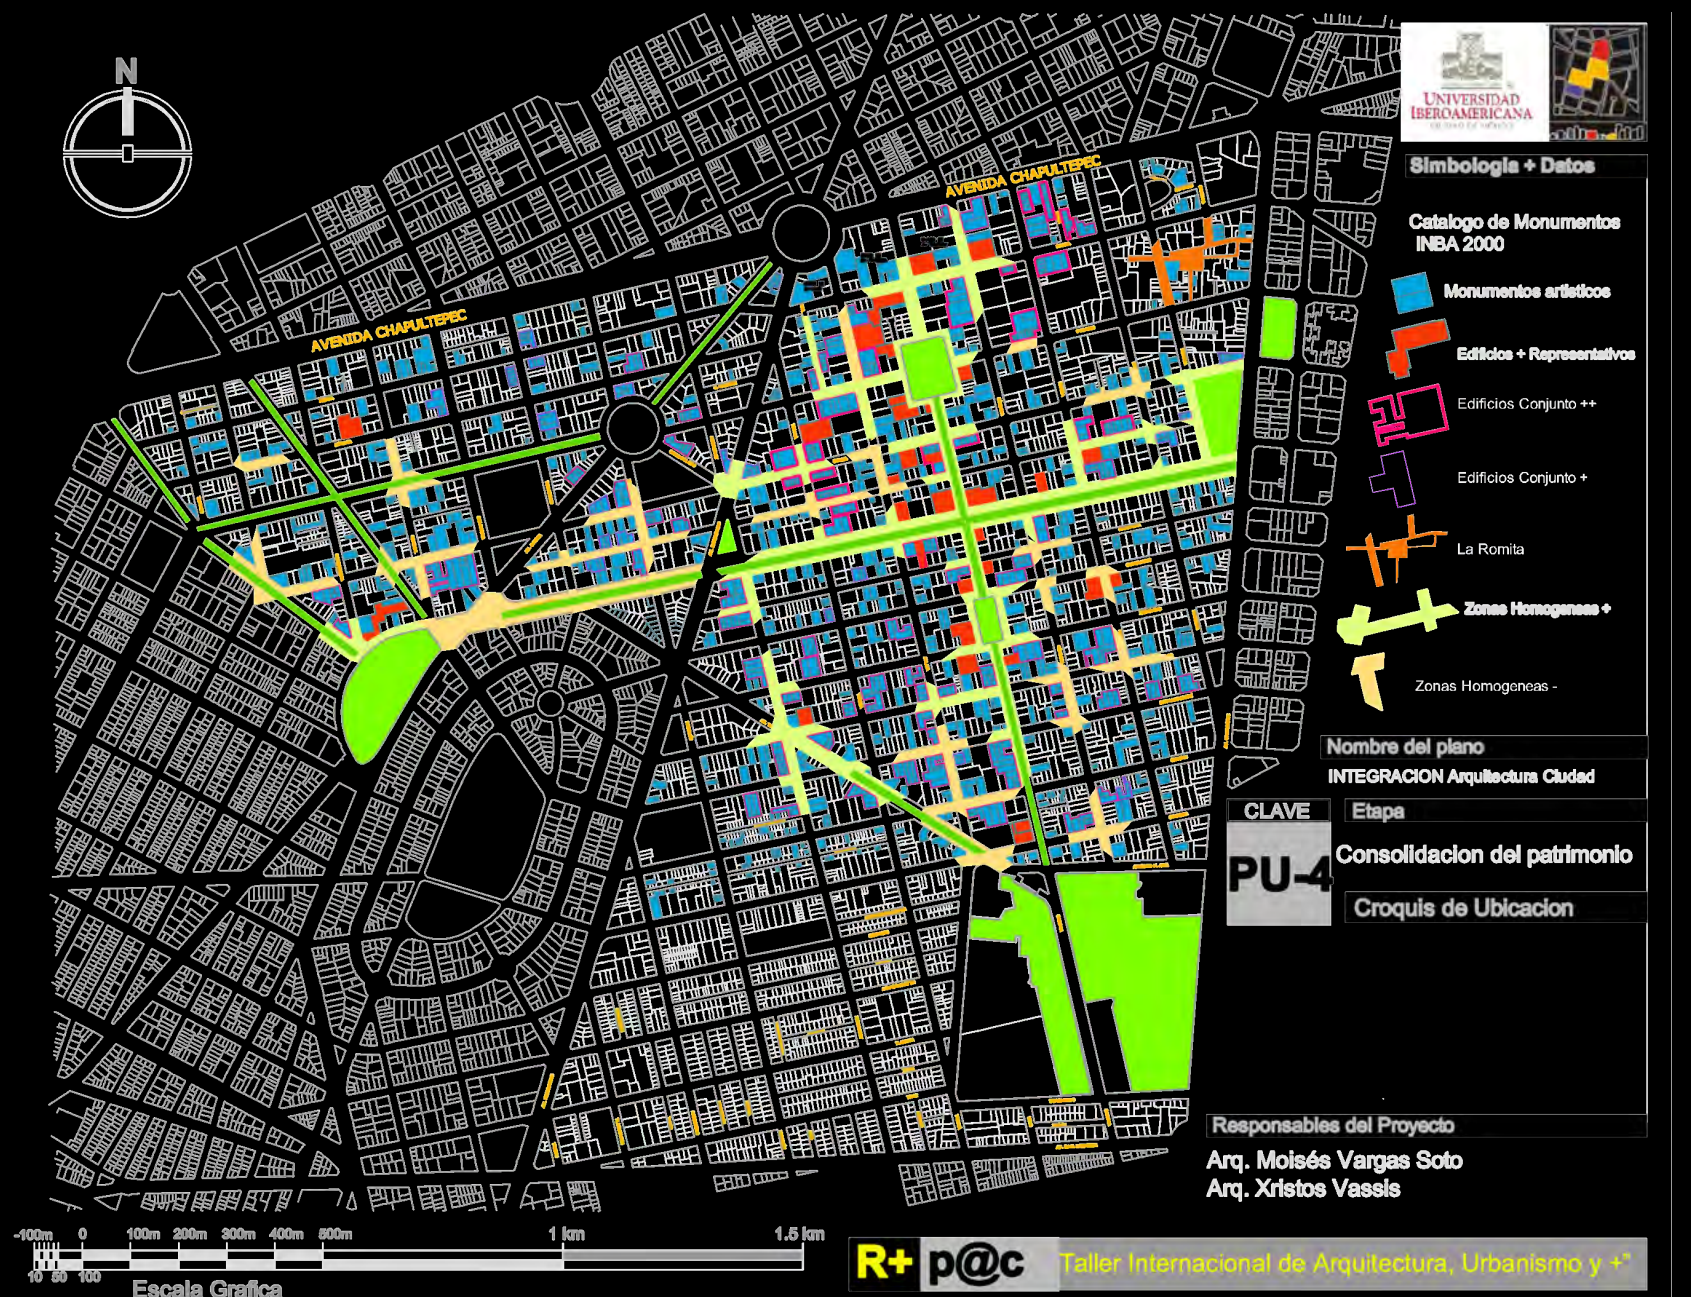 N
AVENIDA CHAPULTEPEC
AVENIDA CHAPULTEPEC
UNIVERSIDAD
IBEROAMERICANA
Simbologia + Datos
Catalogo de Monumentos
INBA 2000
Monumentos artisticos
Edificios + Representativos
Edificios Conjunto ++
Edificios Conjunto +
La Romita
Zonas Homogeneas +
Zonas Homogeneas -
Nombre del plano
INTEGRACION Arquitectura Ciudad
CLAVE
Etapa
PU-4
Consolidacion del patrimonio
Croquis de Ubicacion
Responsables del Proyecto
Arq. Moisés Vargas Soto
Arq. Xristos Vassis
-100m 0 100m 200m 300m 400m 500m 1 km 1.5 km
10 50 100
Escala Grafica
R+ p@c Taller Internacional de Arquitectura, Urbanismo y +"